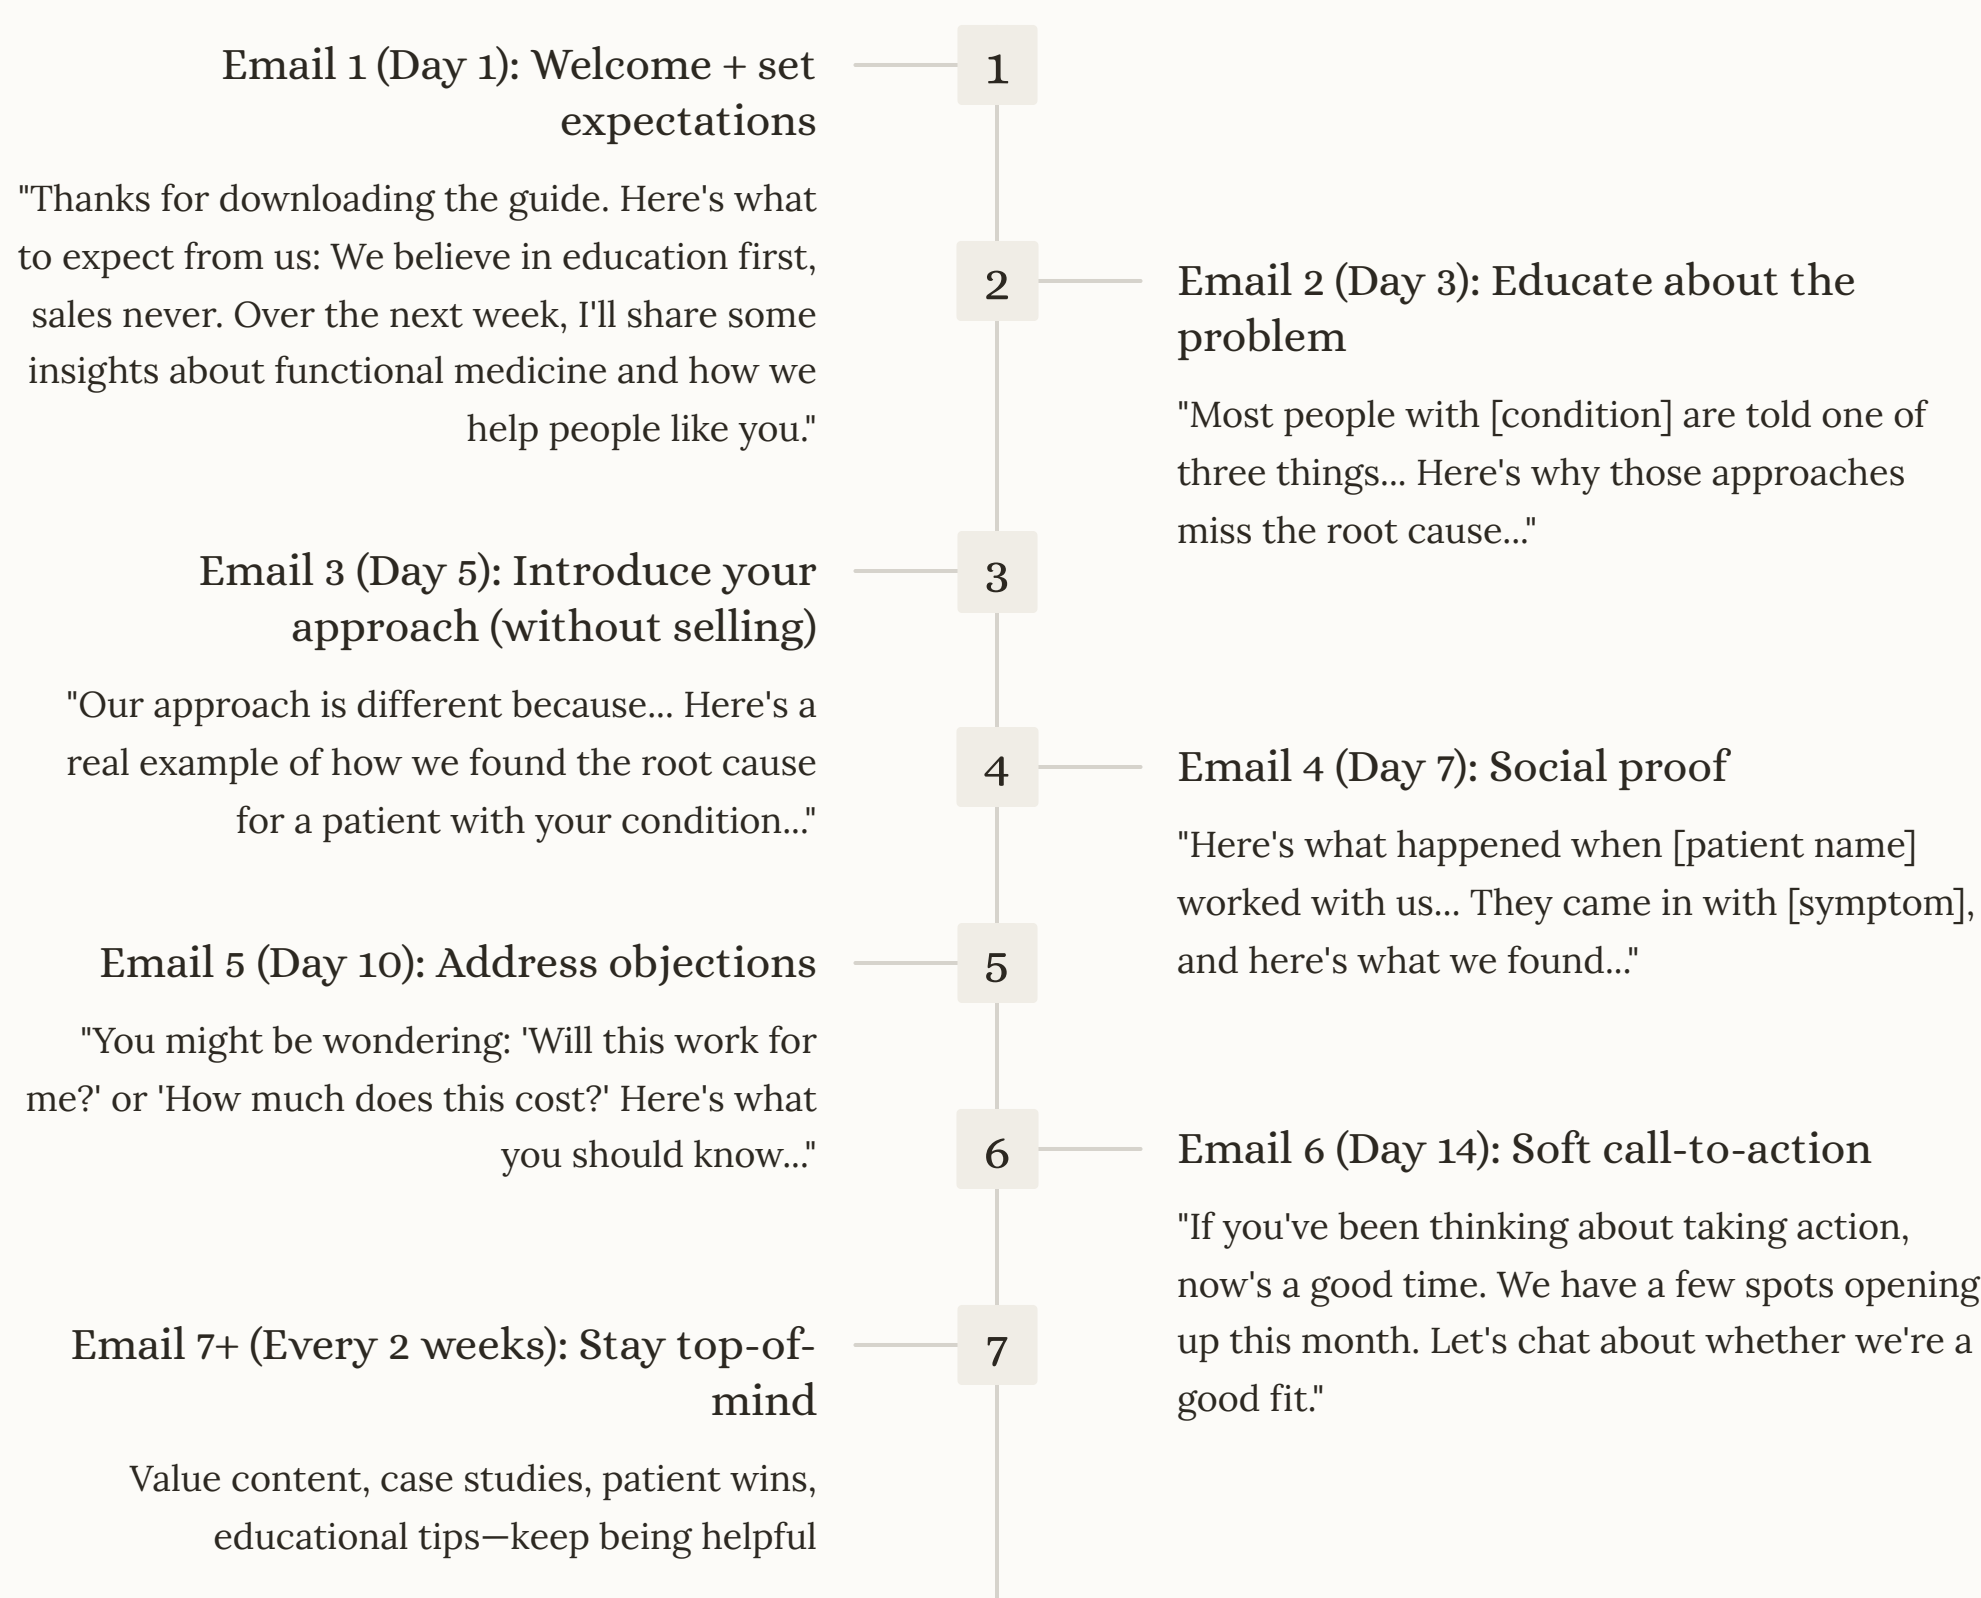 1
Email 1 (Day 1): Welcome + set
expectations
"Thanks for downloading the guide. Here's what
to expect from us: We believe in education first,
sales never. Over the next week, I'll share some
insights about functional medicine and how we
help people like you."
2
Email 2 (Day 3): Educate about the
problem
"Most people with [condition] are told one of
three things... Here's why those approaches
miss the root cause..."
3
Email 3 (Day 5): Introduce your
approach (without selling)
"Our approach is different because... Here's a
real example of how we found the root cause
for a patient with your condition..."
4
Email 4 (Day 7): Social proof
"Here's what happened when [patient name]
worked with us... They came in with [symptom],
and here's what we found..."
5
Email 5 (Day 10): Address objections
"You might be wondering: 'Will this work for
me?' or 'How much does this cost?' Here's what
you should know..."
6
Email 6 (Day 14): Soft call-to-action
"If you've been thinking about taking action,
now's a good time. We have a few spots opening
up this month. Let's chat about whether we're a
good fit."
7
Email 7+ (Every 2 weeks): Stay top-of-
mind
Value content, case studies, patient wins,
educational tips—keep being helpful